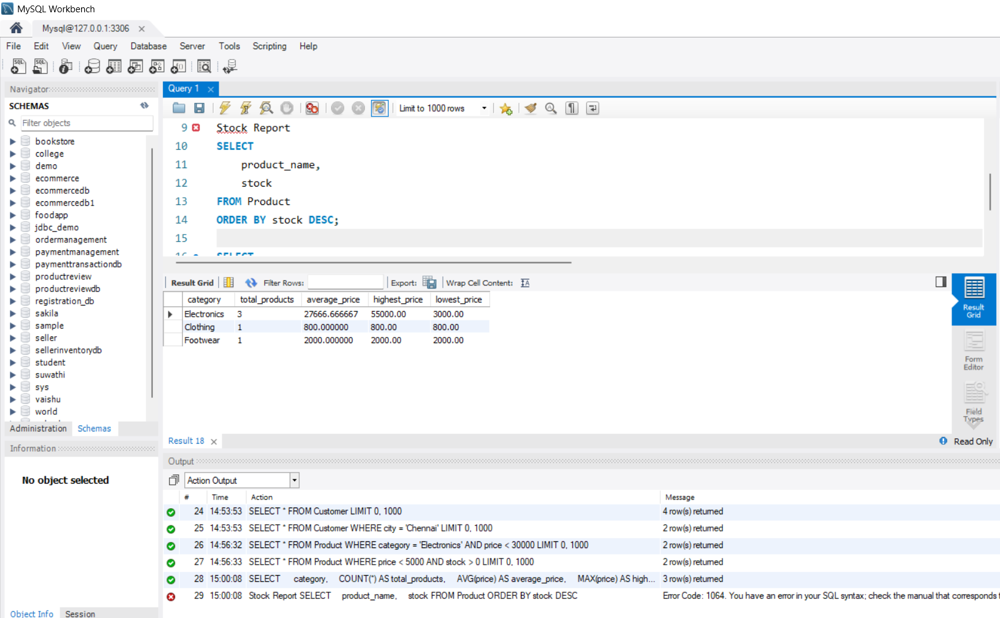 MySQL Workbench
Mysql@127.0.0.1:3306
File Edit View Query Database Server Tools Scripting Help
Navigator
SCHEMAS
Filter objects
bookstore
college
demo
ecommerce
ecommercedb
ecommercedb1
foodapp
jdbc_demo
ordermanagement
paymentmanagement
paymenttransactiondb
productreview
productreviewdb
registration_db
sakila
sample
seller
sellerinventorydb
student
suwathi
sys
vaishu
world
Administration Schemas
Information
No object selected
Object Info Session
Query 1
Limit to 1000 rows
9 Stock Report
10 SELECT
11 product_name,
12 stock
13 FROM Product
14 ORDER BY stock DESC;
15
16 SELECT
Result Grid Filter Rows: Export: Wrap Cell Content:
category total_products average_price highest_price lowest_price
Electronics 3 27666.666667 55000.00 3000.00
Clothing 1 800.000000 800.00 800.00
Footwear 1 2000.000000 2000.00 2000.00
Result
Grid
Form
Editor
Field
Types
Result 18
Read Only
Output
Action Output
# Time Action Message
24 14:53:53 SELECT * FROM Customer LIMIT 0, 1000 4 row(s) returned
25 14:53:53 SELECT * FROM Customer WHERE city = 'Chennai' LIMIT 0, 1000 2 row(s) returned
26 14:56:32 SELECT * FROM Product WHERE category = 'Electronics' AND price < 30000 LIMIT 0, 1000 2 row(s) returned
27 14:56:33 SELECT * FROM Product WHERE price < 5000 AND stock > 0 LIMIT 0, 1000 2 row(s) returned
28 15:00:08 SELECT category, COUNT(*) AS total_products, AVG(price) AS average_price, MAX(price) AS high... 3 row(s) returned
29 15:00:08 Stock Report SELECT product_name, stock FROM Product ORDER BY stock DESC Error Code: 1064. You have an error in your SQL syntax; check the manual that corresponds